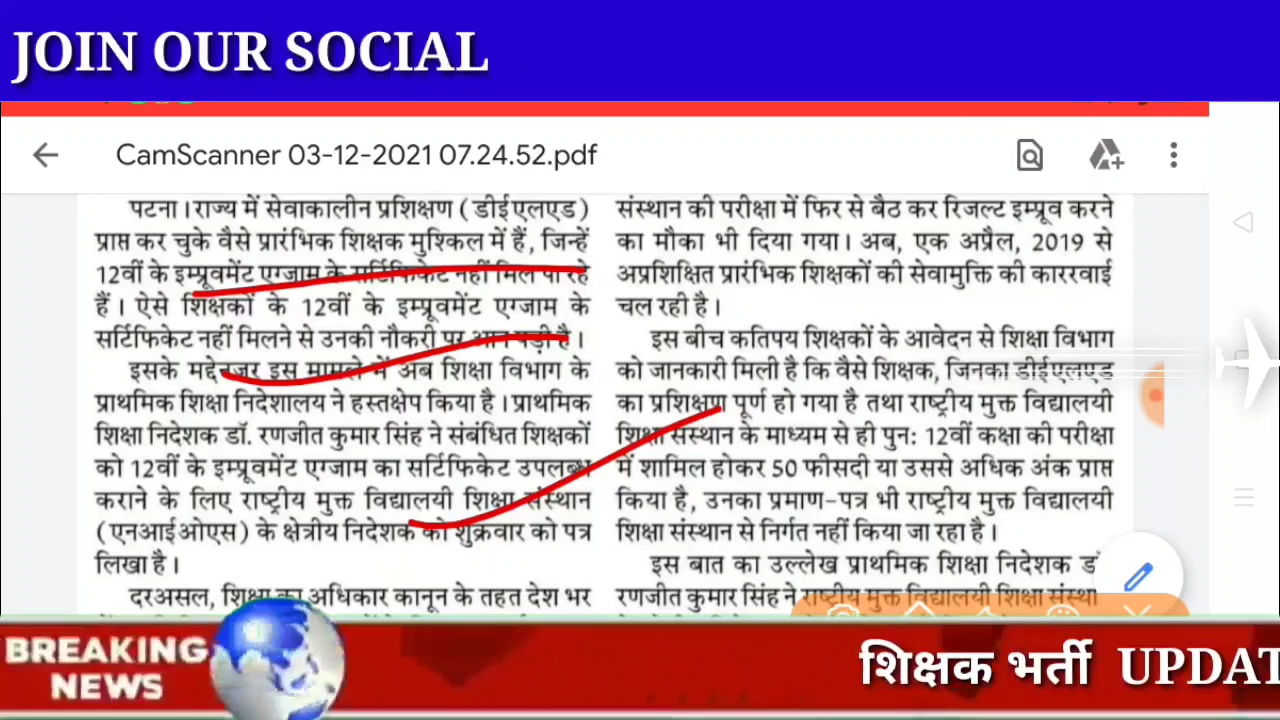 JOIN OUR SOCIAL
CamScanner 03-12-2021 07.24.52.pdf
पटना। राज्य में सेवाकालीन प्रशिक्षण (डीईएलएड)
प्राप्त कर चुके वैसे प्रारंभिक शिक्षक मुश्किल में हैं, जिन्हें
12वीं के इम्प्रूवमेंट एग्जाम के सर्टिफिकेट नहीं मिल पा रहे
हैं। ऐसे शिक्षकों के 12वीं के इम्प्रूवमेंट एग्जाम के
सर्टिफिकेट नहीं मिलने से उनकी नौकरी पर आन पड़ी है।
इसके मद्देनजर इस मामले में अब शिक्षा विभाग के
प्राथमिक शिक्षा निदेशालय ने हस्तक्षेप किया है। प्राथमिक
शिक्षा निदेशक डॉ. रणजीत कुमार सिंह ने संबंधित शिक्षकों
को 12वीं के इम्प्रूवमेंट एग्जाम का सर्टिफिकेट उपलब्ध
कराने के लिए राष्ट्रीय मुक्त विद्यालयी शिक्षा संस्थान
(एनआईओएस) के क्षेत्रीय निदेशक को शुक्रवार को पत्र
लिखा है।
दरअसल, शिक्षा का अधिकार कानून के तहत देश भर
संस्थान की परीक्षा में फिर से बैठ कर रिजल्ट इम्प्रूव करने
का मौका भी दिया गया। अब, एक अप्रैल, 2019 से
अप्रशिक्षित प्रारंभिक शिक्षकों की सेवामुक्ति की काररवाई
चल रही है।
इस बीच कतिपय शिक्षकों के आवेदन से शिक्षा विभाग
को जानकारी मिली है कि वैसे शिक्षक, जिनका डीईएलएड
का प्रशिक्षण पूर्ण हो गया है तथा राष्ट्रीय मुक्त विद्यालयी
शिक्षा संस्थान के माध्यम से ही पुन: 12वीं कक्षा की परीक्षा
में शामिल होकर 50 फीसदी या उससे अधिक अंक प्राप्त
किया है, उनका प्रमाण-पत्र भी राष्ट्रीय मुक्त विद्यालयी
शिक्षा संस्थान से निर्गत नहीं किया जा रहा है।
इस बात का उल्लेख प्राथमिक शिक्षा निदेशक
रणजीत कुमार सिंह ने राष्ट्रीय मुक्त विद्यालयी शिक्षा
BREAKING
NEWS
शिक्षक भर्ती UPDAT